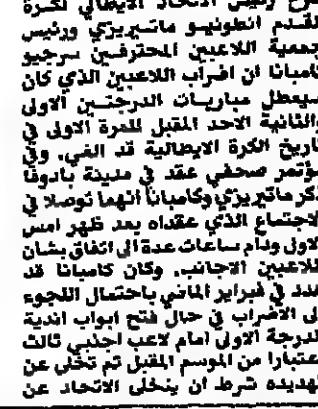 صرح رئيس الاتحاد الايطالي لكرة
القدم انطونيو ماتيريزي ورئيس
جمعية اللاعبين المحترفين سرجيو
كامبانا ان اضراب اللاعبين الذي كان
سيعطل مباريات الدرجتين الاولى
والثانية الاحد المقبل للمرة الاولى في
تاريخ الكرة الايطالية قد الغي. وفي
مؤتمر صحفي عقد في مدينة بادوفا
ذكر ماتيريزي وكامبانا انهما توصلا في
الاجتماع الذي عقداه بعد ظهر امس
الاول ودام ساعات عدة الى اتفاق بشان
اللاعبين الاجانب. وكان كامبانا قد
هدد في فبراير الماضي باحتمال اللجوء
الى الاضراب في حال فتح ابواب اندية
الدرجة الاولى امام لاعب اجنبي ثالث
اعتبارا من الموسم المقبل ثم تخلى عن
تهديده شرط ان يتخلى الاتحاد عن